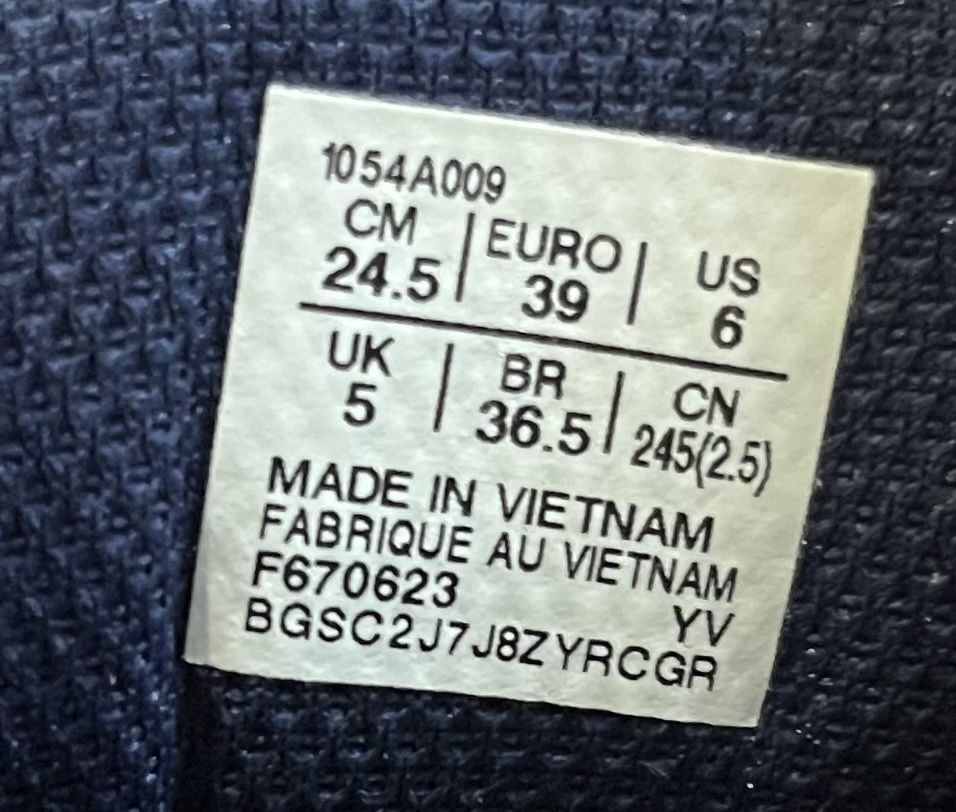 1054A009
CM EURO US
24.5 39 6
UK BR CN
5 36.5 245(2.5)
MADE IN VIETNAM
FABRIQUE AU VIETNAM
F670623 YV
BGSC2J7J8ZYRCGR